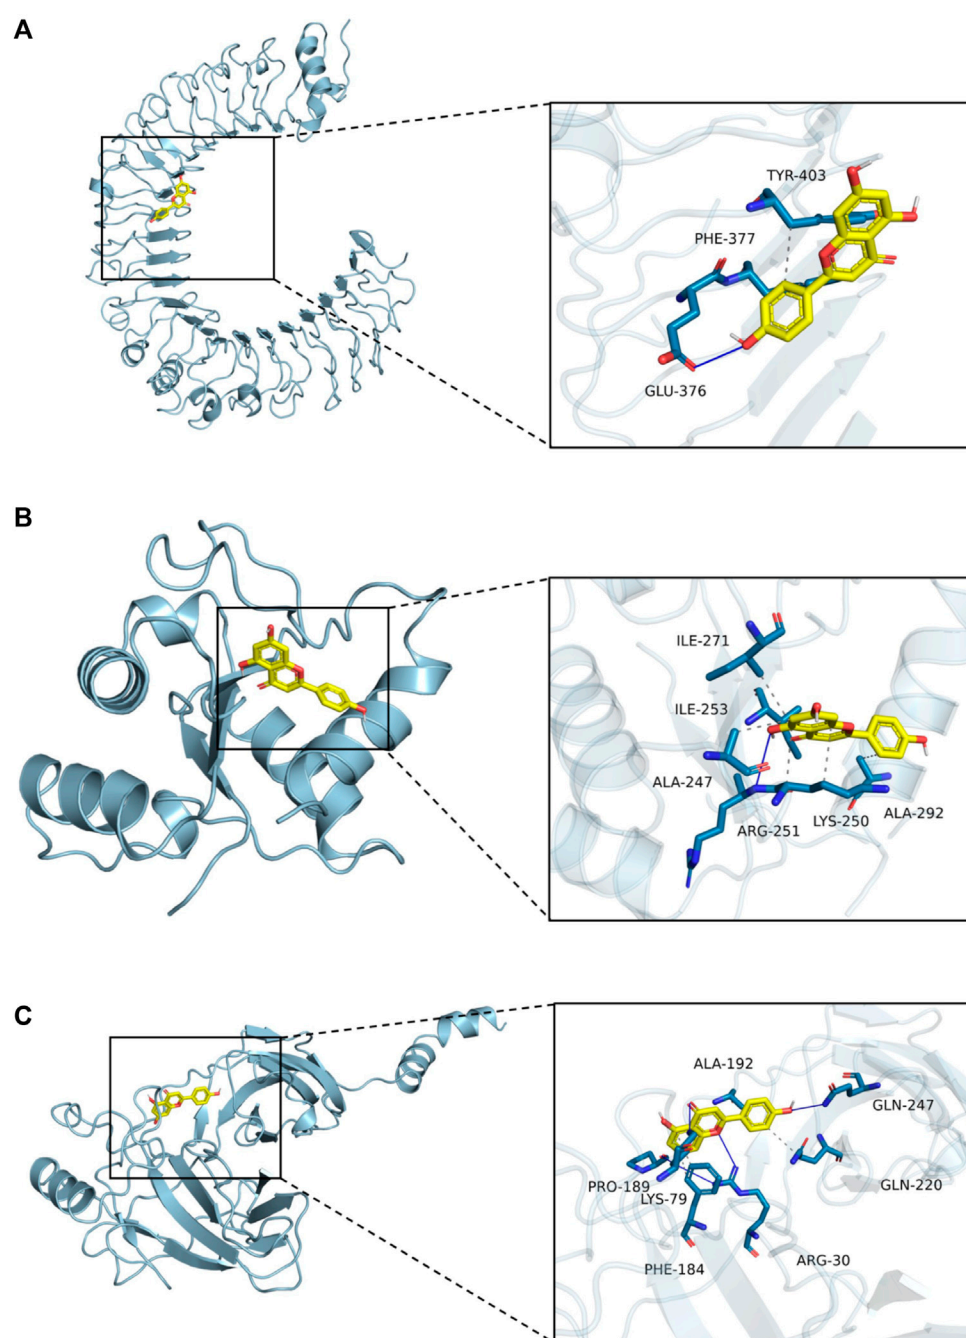 A
TYR-403
PHE-377
GLU-376
B
ILE-271
ILE-253
ALA-247
ARG-251
LYS-250
ALA-292
C
ALA-192
GLN-247
PRO-189
LYS-79
GLN-220
PHE-184
ARG-30